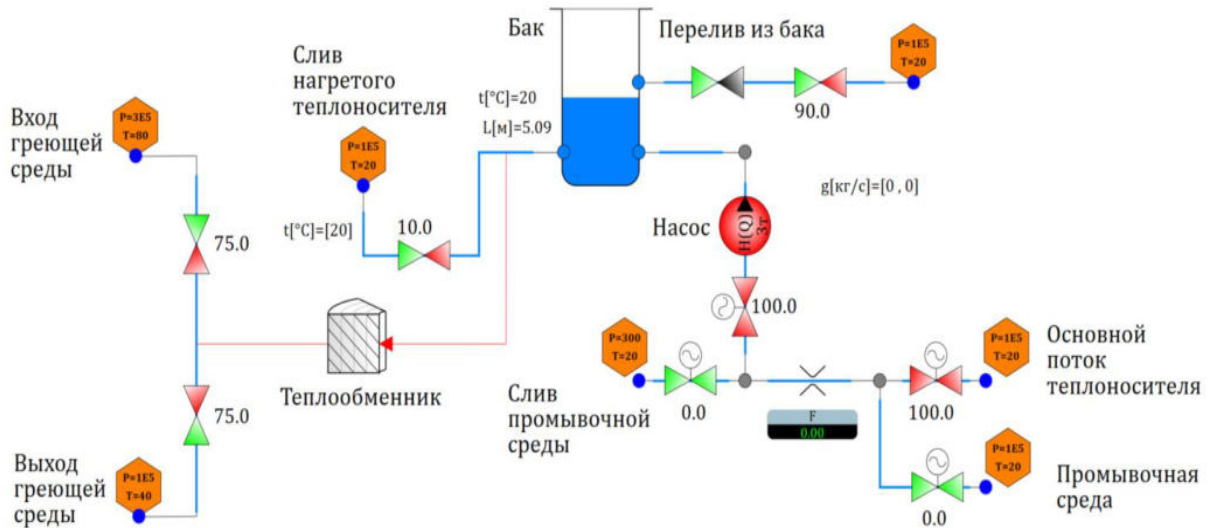 Бак
Перелив из бака
P=1E5
T=20
90.0
Слив
нагретого
теплоносителя
t[°C]=20
L[м]=5.09
P=1E5
T=20
Вход
греющей
среды
P=3E5
T=80
t[°C]=[20]
10.0
g[кг/с]=[0 , 0]
Насос
H(Q)
3т
75.0
100.0
Теплообменник
P=300
T=20
Слив
промывочной
среды
0.0
F
0.00
100.0
P=1E5
T=20
Основной
поток
теплоносителя
75.0
Выход
греющей
среды
P=1E5
T=40
0.0
P=1E5
T=20
Промывочная
среда